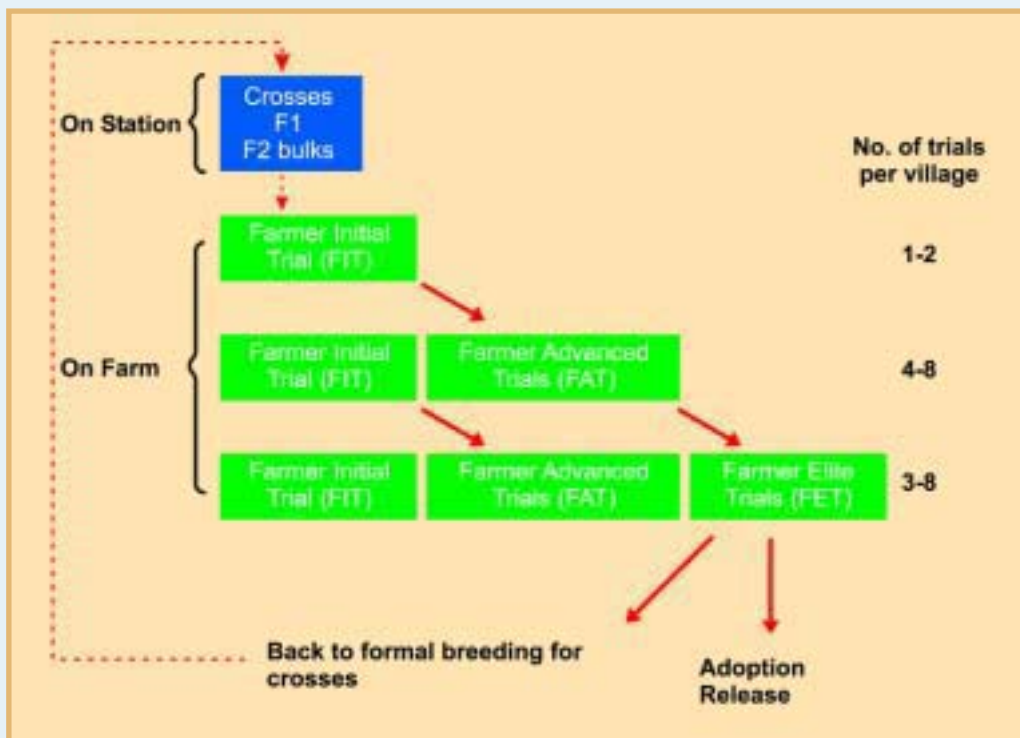 Crosses
F1
F2 bulks
On Station
No. of trials
per village
Farmer Initial
Trial (FIT)
1-2
On Farm
Farmer Initial
Trial (FIT)
Farmer Advanced
Trials (FAT)
4-8
Farmer Initial
Trial (FIT)
Farmer Advanced
Trials (FAT)
Farmer Elite
Trials (FET)
3-8
Back to formal breeding for
crosses
Adoption
Release